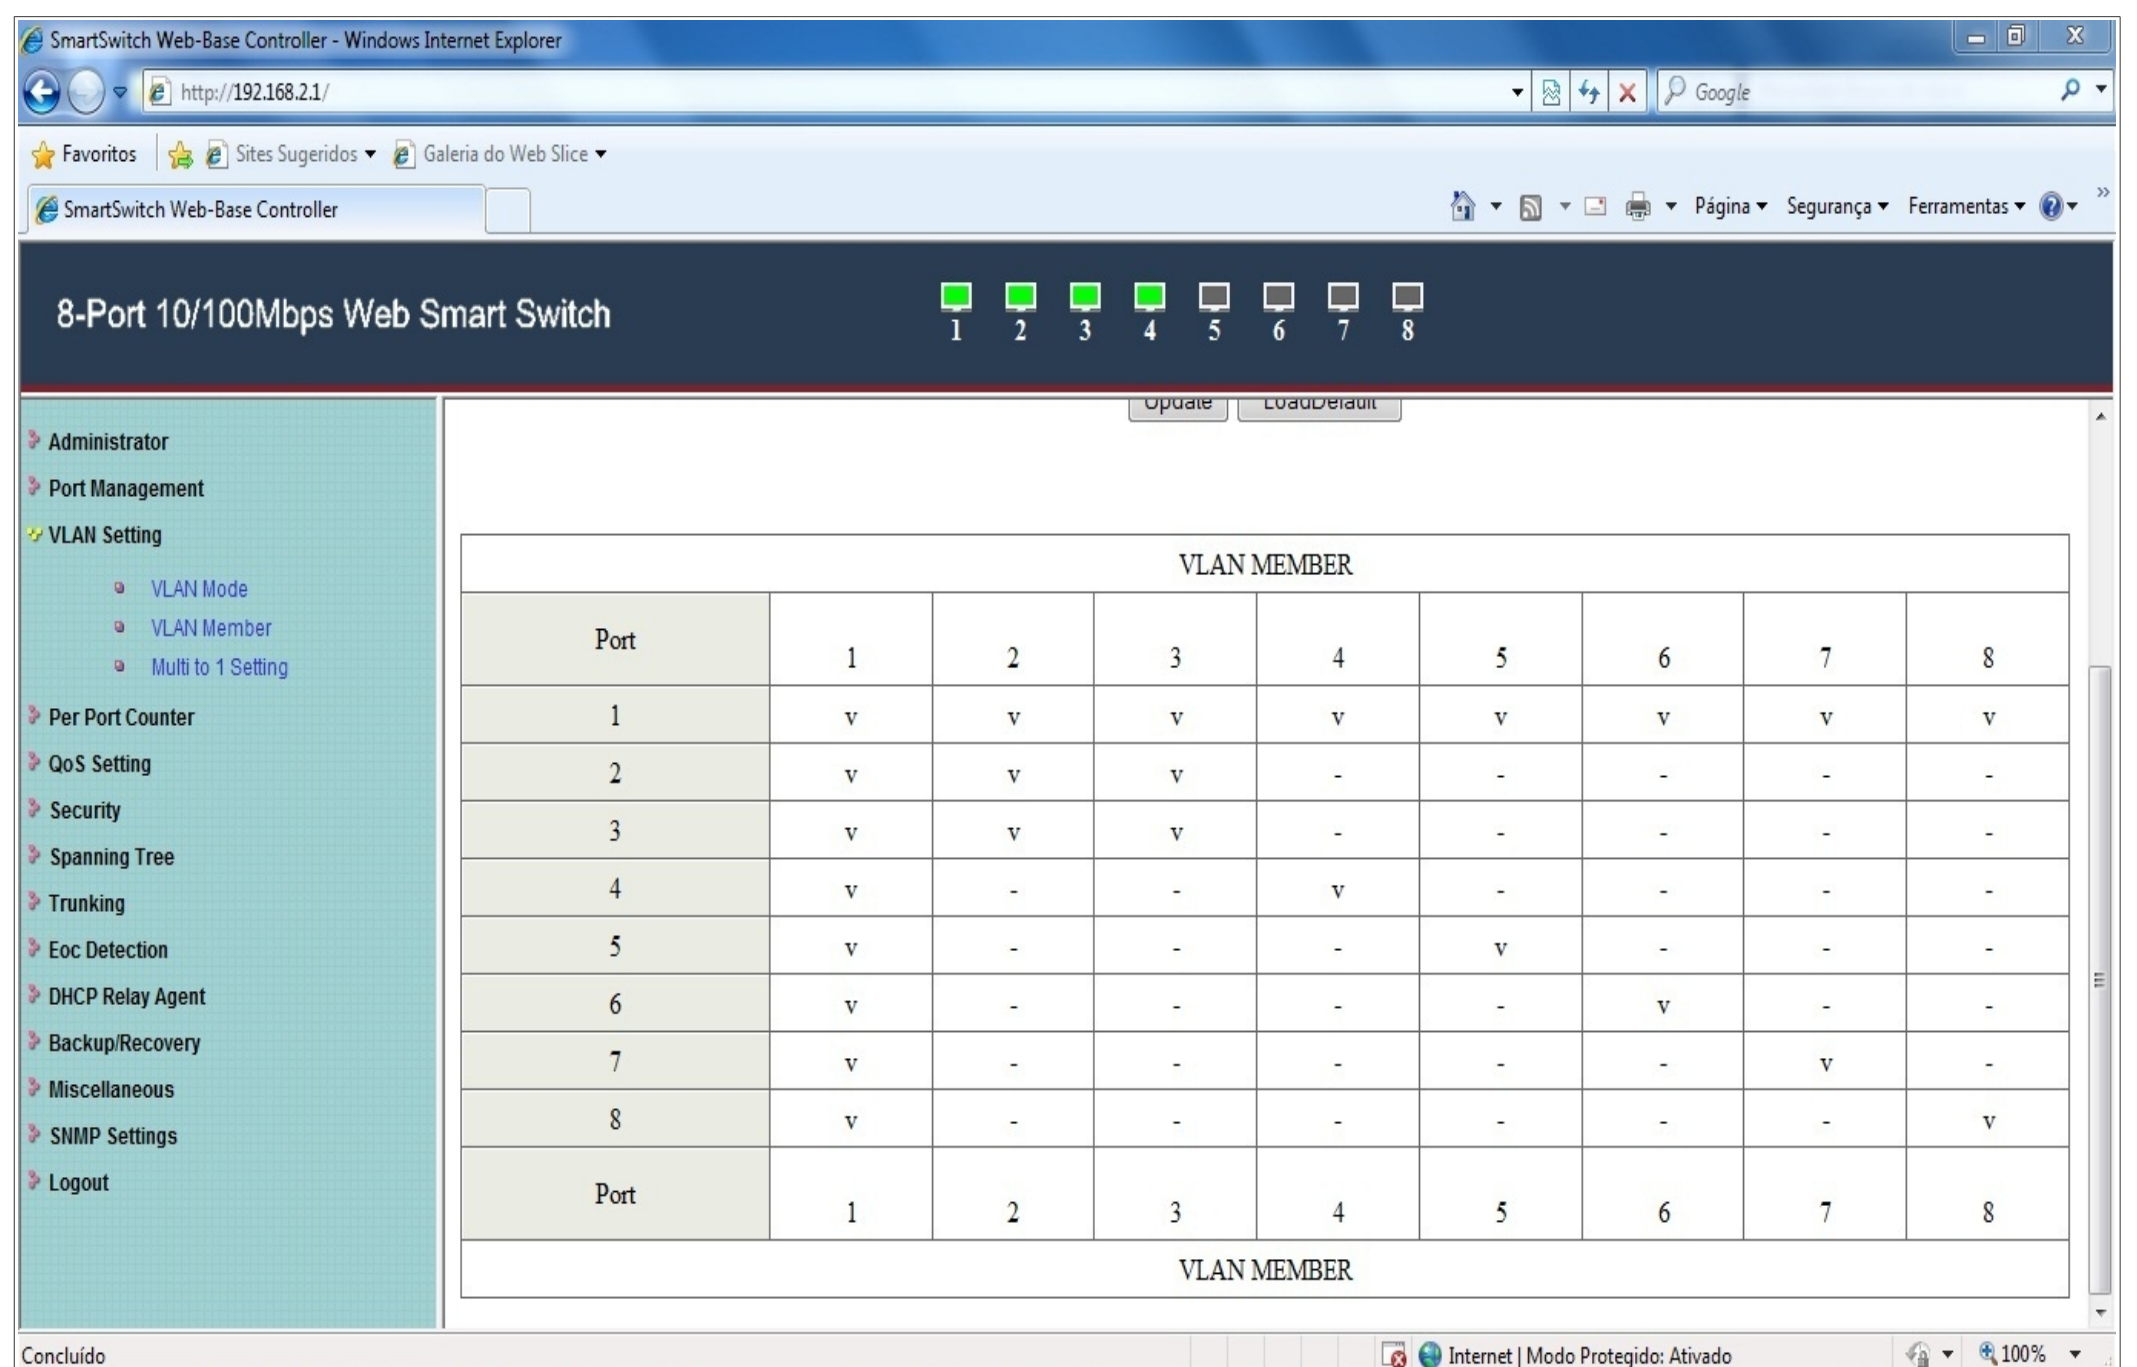 SmartSwitch Web-Base Controller - Windows Internet Explorer
http://192.168.2.1/
Google
Favoritos Sites Sugeridos Galeria do Web Slice
SmartSwitch Web-Base Controller
Página Segurança Ferramentas »
8-Port 10/100Mbps Web Smart Switch
1 2 3 4 5 6 7 8
Administrator
Port Management
VLAN Setting
VLAN Mode
VLAN Member
Multi to 1 Setting
Per Port Counter
QoS Setting
Security
Spanning Tree
Trunking
Eoc Detection
DHCP Relay Agent
Backup/Recovery
Miscellaneous
SNMP Settings
Logout
Update LoadDefault
VLAN MEMBER
Port 1 2 3 4 5 6 7 8
1 v v v v v v v v
2 v v v - - - - -
3 v v v - - - - -
4 v - - v - - - -
5 v - - - v - - -
6 v - - - - v - -
7 v - - - - - v -
8 v - - - - - - v
Port 1 2 3 4 5 6 7 8
VLAN MEMBER
Concluído
Internet | Modo Protegido: Ativado
100%